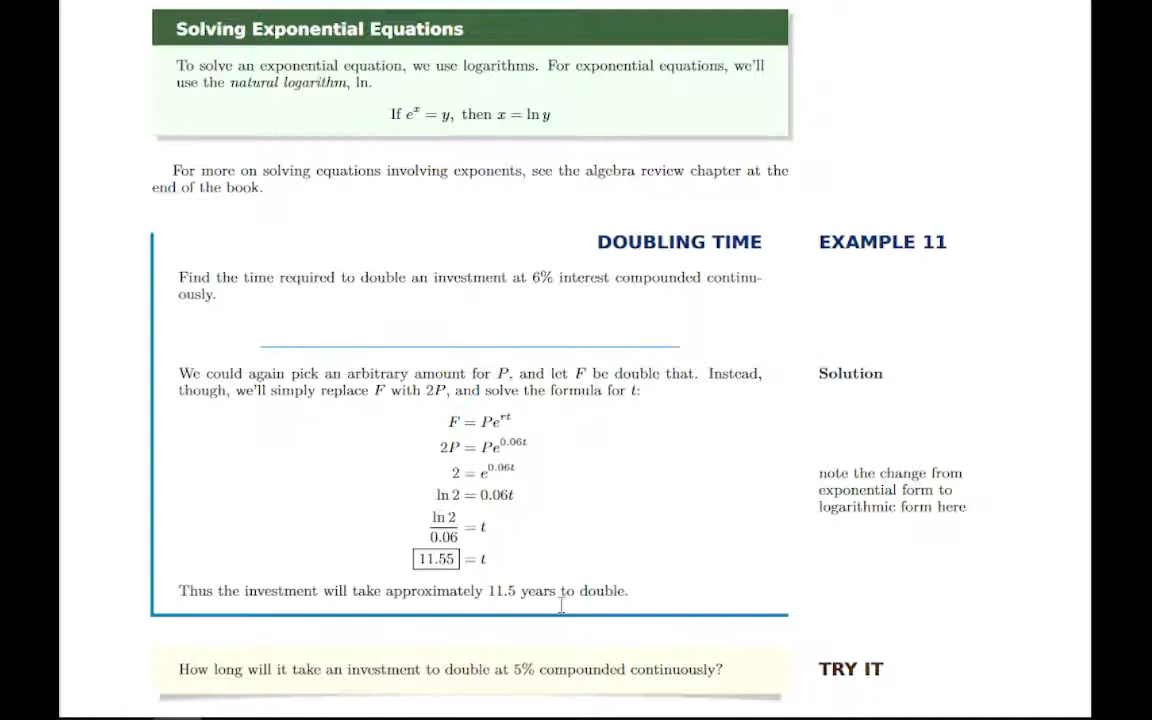 Solving Exponential Equations
To solve an exponential equation, we use logarithms. For exponential equations, we'll
use the natural logarithm, ln.
If e^x = y, then x = ln y
For more on solving equations involving exponents, see the algebra review chapter at the
end of the book.
DOUBLING TIME
EXAMPLE 11
Find the time required to double an investment at 6% interest compounded continu-
ously.
We could again pick an arbitrary amount for P, and let F be double that. Instead,
though, we'll simply replace F with 2P, and solve the formula for t:
Solution
F = Pe^rt
2P = Pe^0.06t
2 = e^0.06t
ln 2 = 0.06t
ln 2
0.06
= t
11.55 = t
note the change from
exponential form to
logarithmic form here
Thus the investment will take approximately 11.5 years to double.
How long will it take an investment to double at 5% compounded continuously?
TRY IT